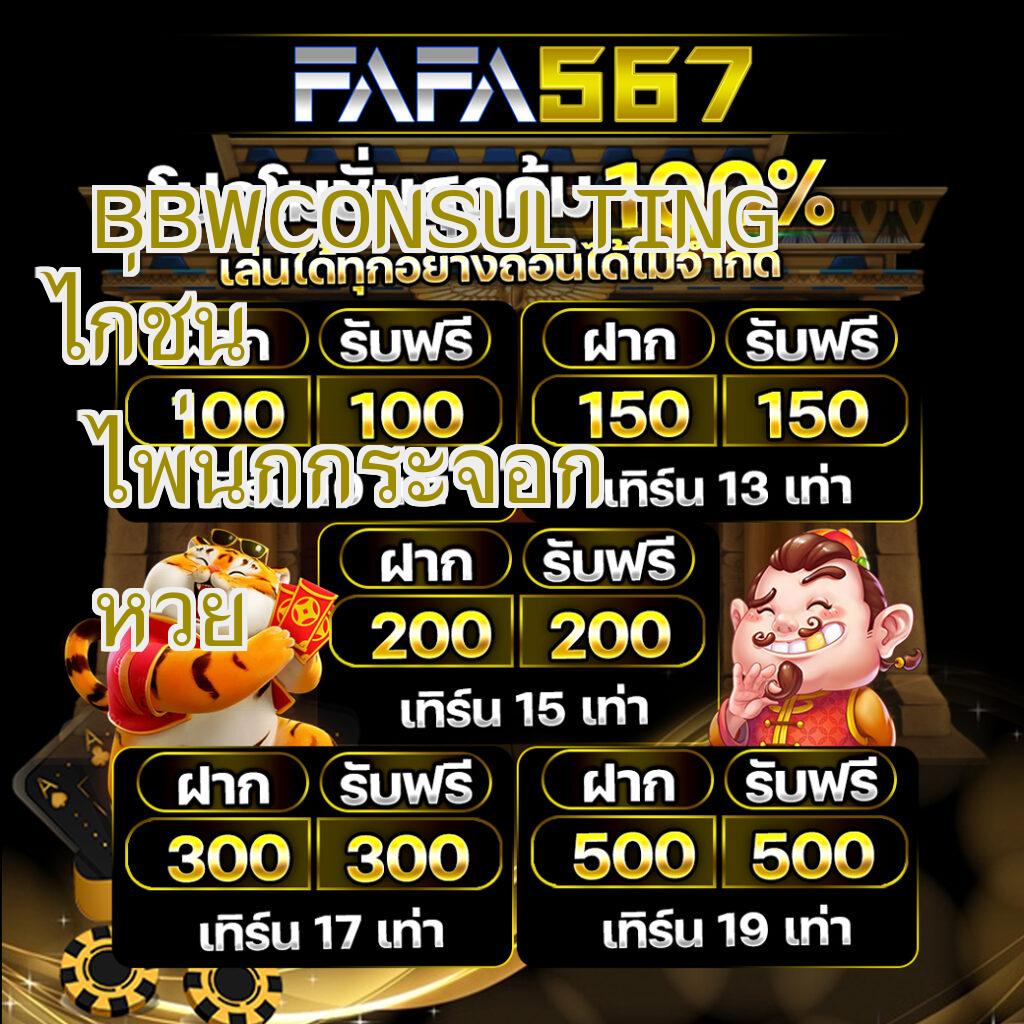 FAFA567
100%
BBWCONSULTING
เล่นได้ทุกอย่างถอนได้ไม่จำกัด
ไก่ชน
รับฟรี
ฝาก รับฟรี
100 100
150 150
ไพ่นกกระจอก
เทิร์น 13 เท่า
ฝาก รับฟรี
200 200
หวย
เทิร์น 15 เท่า
ฝาก รับฟรี
ฝาก รับฟรี
300 300
500 500
เทิร์น 17 เท่า
เทิร์น 19 เท่า